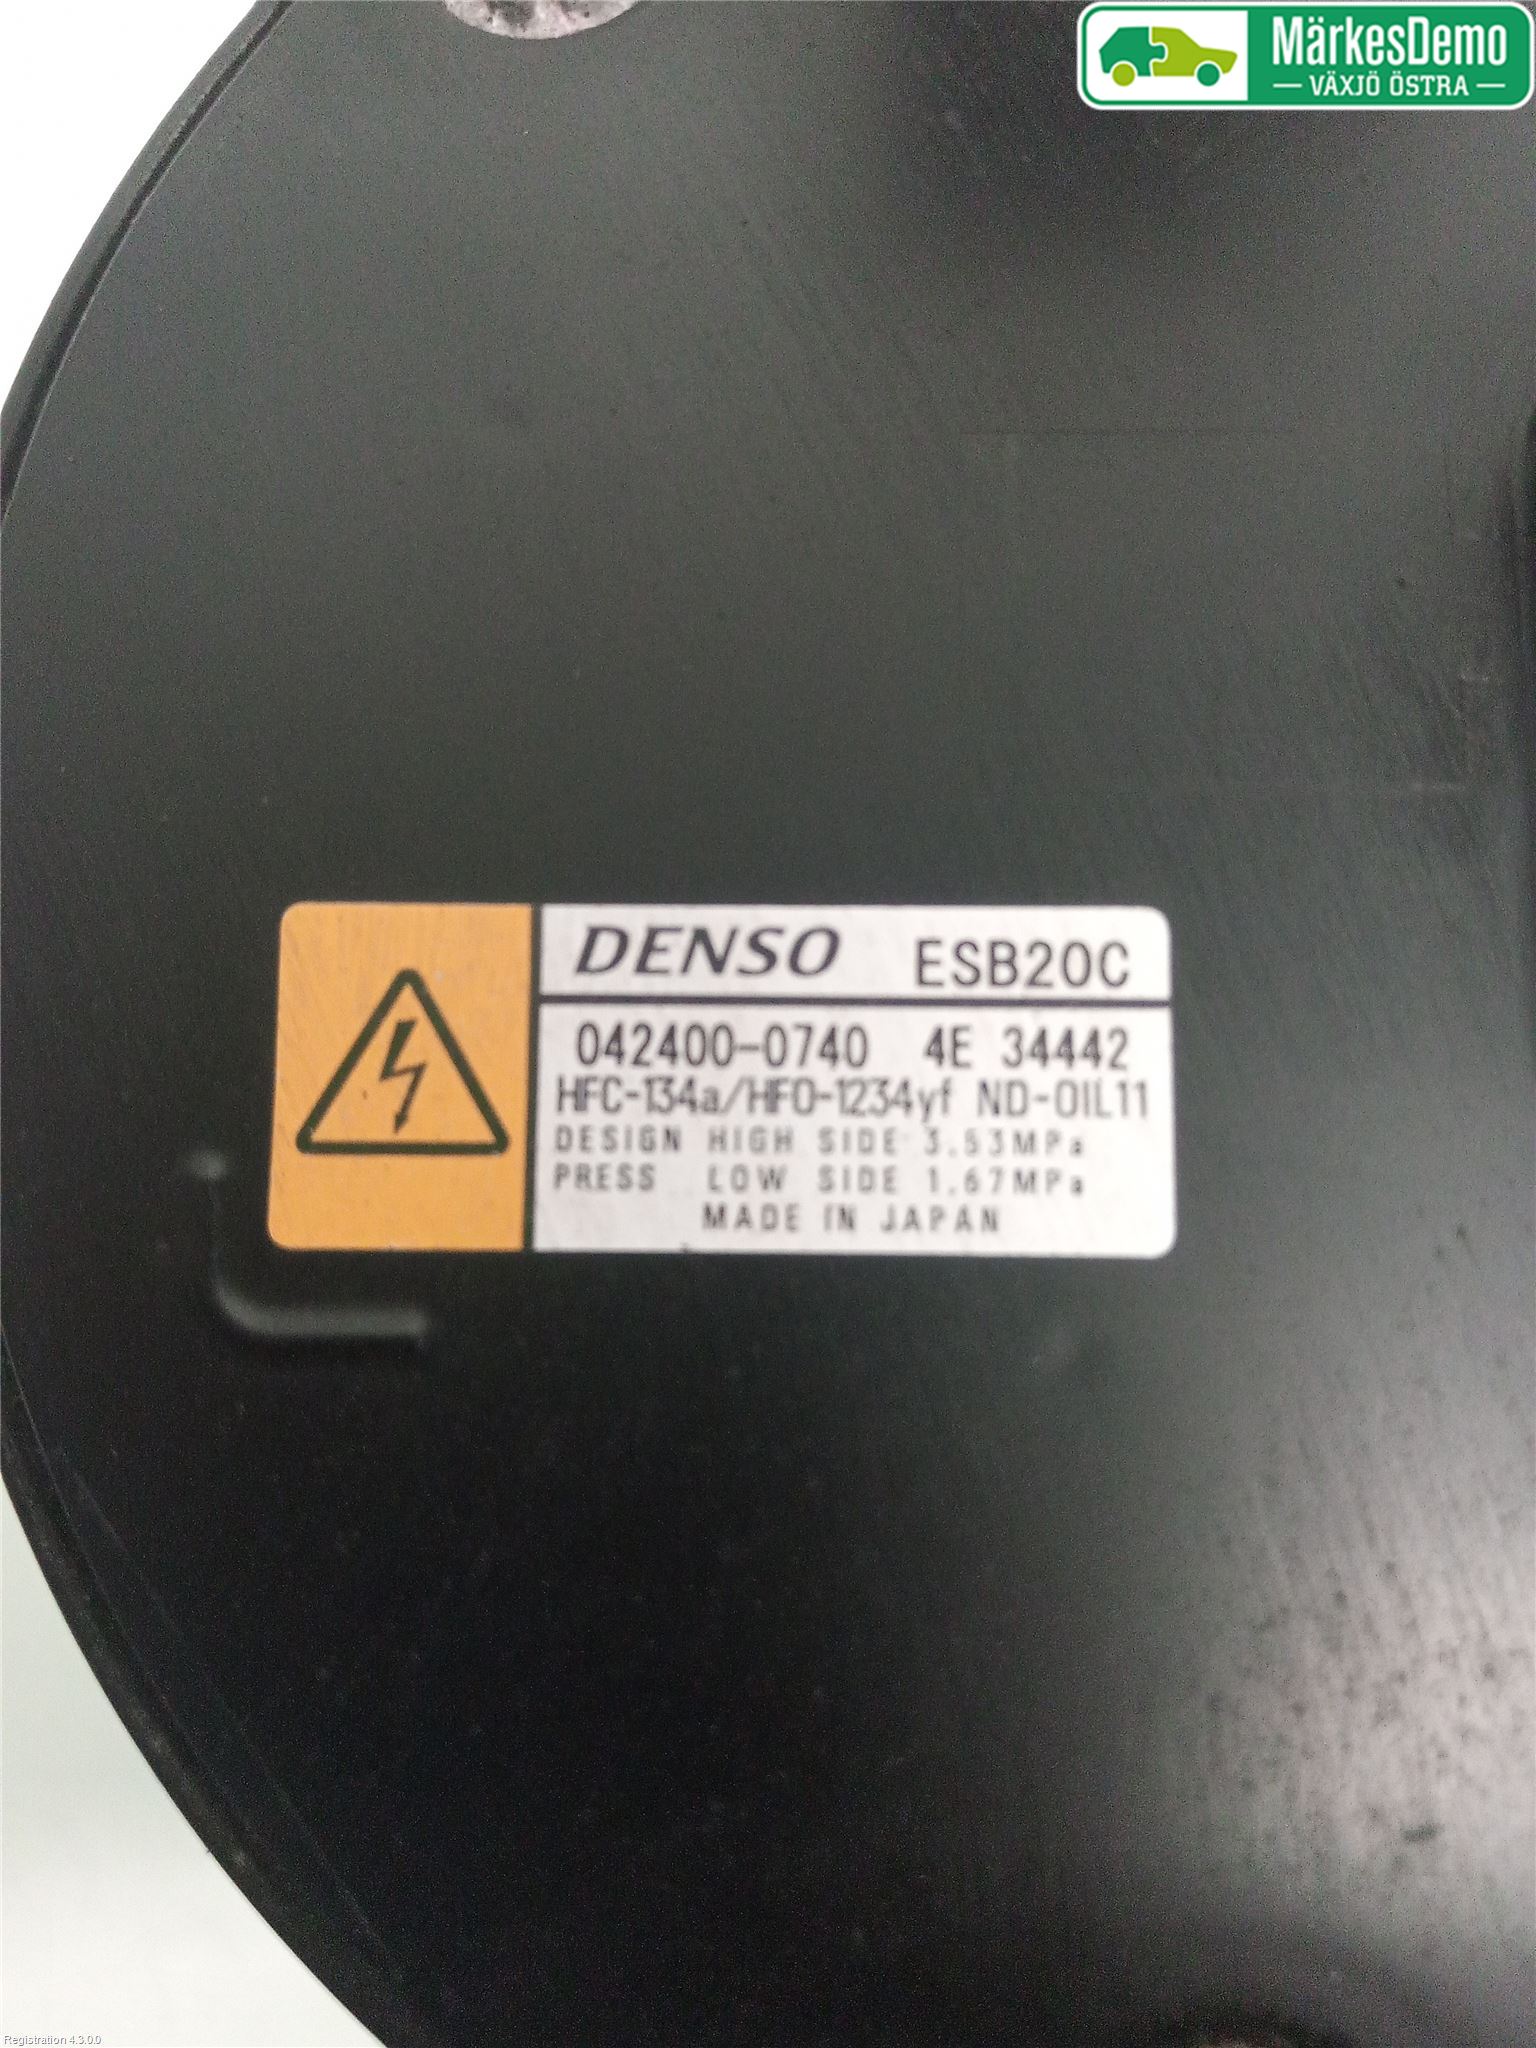 MärkesDemo
VÄXJÖ ÖSTRA
DENSO ESB20C
042400-0740 4E 34442
HFC-134a/HFO-1234yf ND-OIL11
DESIGN HIGH SIDE 3.53MPa
PRESS LOW SIDE 1.67MPa
MADE IN JAPAN
Registration 4.3.0.0